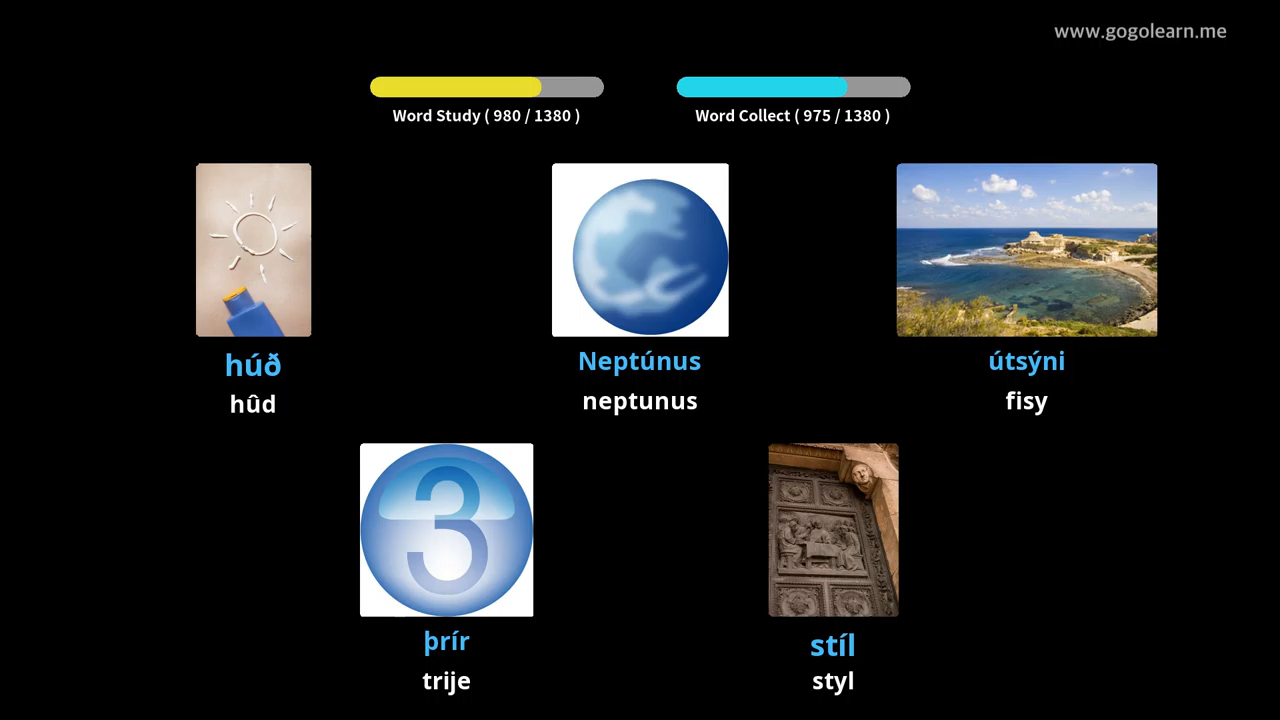 www.gogolearn.me
Word Study ( 980 / 1380 )
Word Collect ( 975 / 1380 )
húð
hûd
Neptúnus
neptunus
útsýni
fisy
3
þrír
trije
stíl
styl